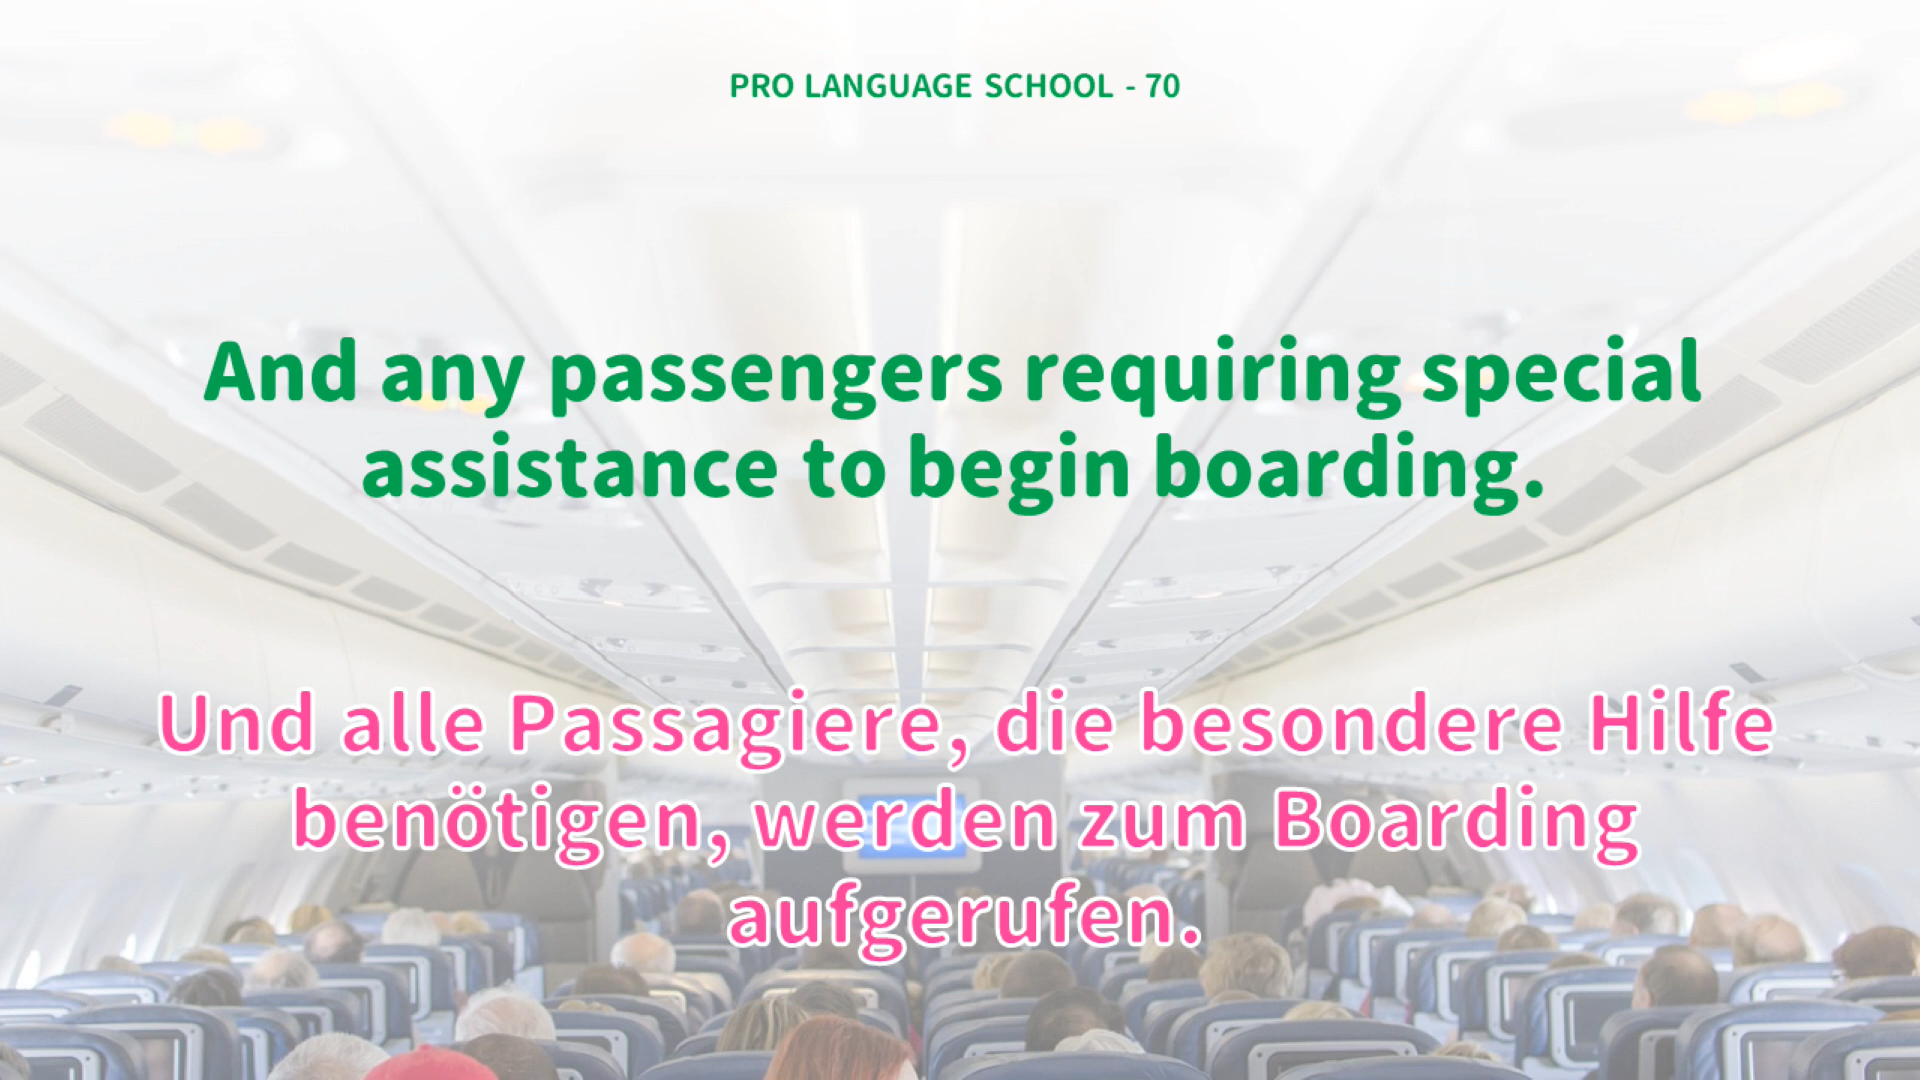 PRO LANGUAGE SCHOOL - 70
And any passengers requiring special
assistance to begin boarding.
Und alle Passagiere, die besondere Hilfe
benötigen, werden zum Boarding
aufgerufen.